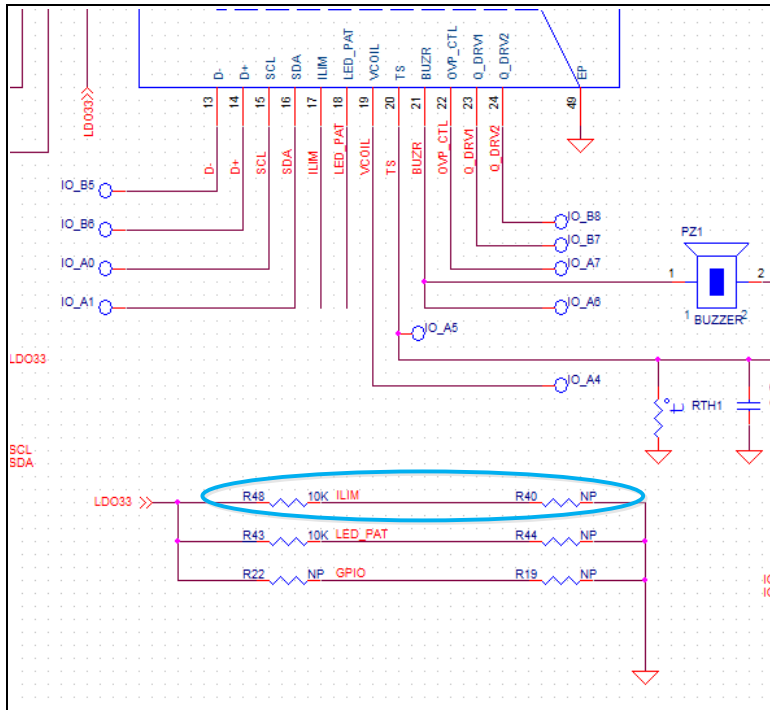 D-
D+
SCL
SDA
ILIM
LED_PAT
VCOIL
TS
BUZR
OVP_CTL
Q_DRV1
Q_DRV2
EP
13
14
15
16
17
18
19
20
21
22
23
24
49
LDO33
D-
D+
SCL
SDA
ILIM
LED_PAT
VCOIL
TS
BUZR
OVP_CTL
Q_DRV1
Q_DRV2
IO_B5
IO_B6
IO_A0
IO_A1
IO_B8
IO_B7
IO_A7
IO_A6
IO_A5
IO_A4
PZ1
1
2
1
2
BUZZER
LDO33
t
RTH1
SCL
SDA
LDO33
R48 10K ILIM R40 NP
R43 10K LED_PAT R44 NP
R22 NP GPIO R19 NP